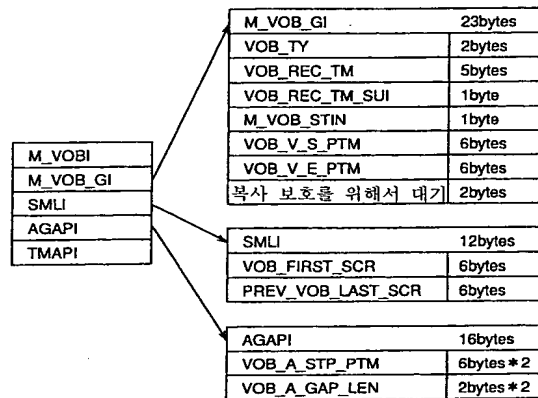 M_VOBI
M_VOB_GI
SMLI
AGAPI
TMAPI
M_VOB_GI 23bytes
VOB_TY 2bytes
VOB_REC_TM 5bytes
VOB_REC_TM_SUI 1byte
M_VOB_STIN 1byte
VOB_V_S_PTM 6bytes
VOB_V_E_PTM 6bytes
복사 보호를 위해서 대기 2bytes
SMLI 12bytes
VOB_FIRST_SCR 6bytes
PREV_VOB_LAST_SCR 6bytes
AGAPI 16bytes
VOB_A_STP_PTM 6bytes*2
VOB_A_GAP_LEN 2bytes*2